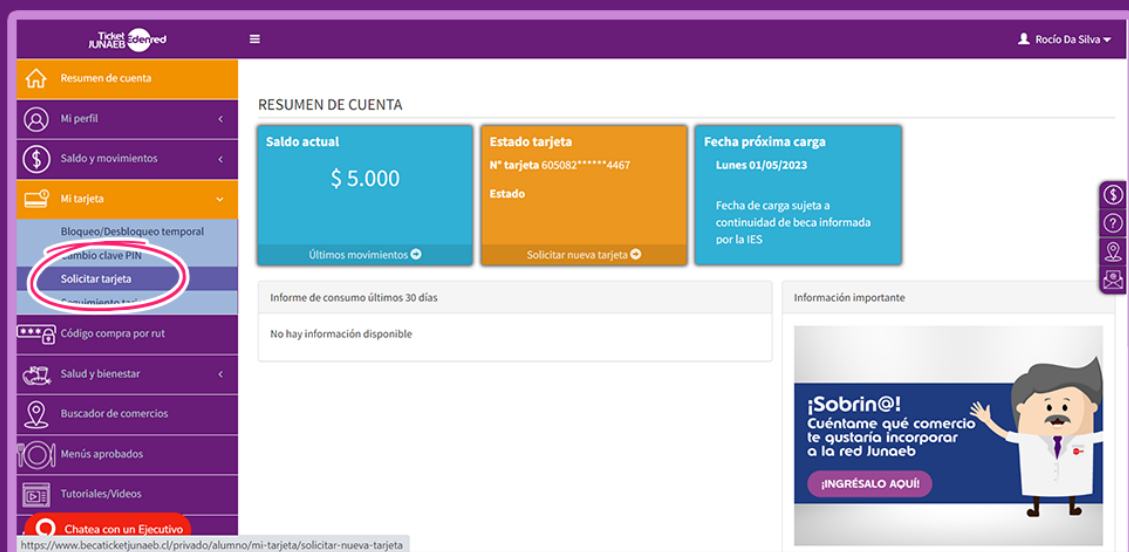 Ticket
JUNAEB Edenred
Rocío Da Silva
Resumen de cuenta
Mi perfil
Saldo y movimientos
Mi tarjeta
Bloqueo/Desbloqueo temporal
Cambio clave PIN
Solicitar tarjeta
Seguimiento
Código compra por rut
Salud y bienestar
Buscador de comercios
Menús aprobados
Tutoriales/Videos
Chatea con un Ejecutivo
RESUMEN DE CUENTA
Saldo actual
$ 5.000
Últimos movimientos
Estado tarjeta
N° tarjeta 605082******4467
Estado
Solicitar nueva tarjeta
Fecha próxima carga
Lunes 01/05/2023
Fecha de carga sujeta a
continuidad de beca informada
por la IES
Informe de consumo últimos 30 días
No hay información disponible
Información importante
¡Sobrin@!
Cuéntame qué comercio
te gustaría incorporar
a la red Junaeb
¡INGRÉSALO AQUÍ!
https://www.becaticketjunaeb.cl/privado/alumno/mi-tarjeta/solicitar-nueva-tarjeta